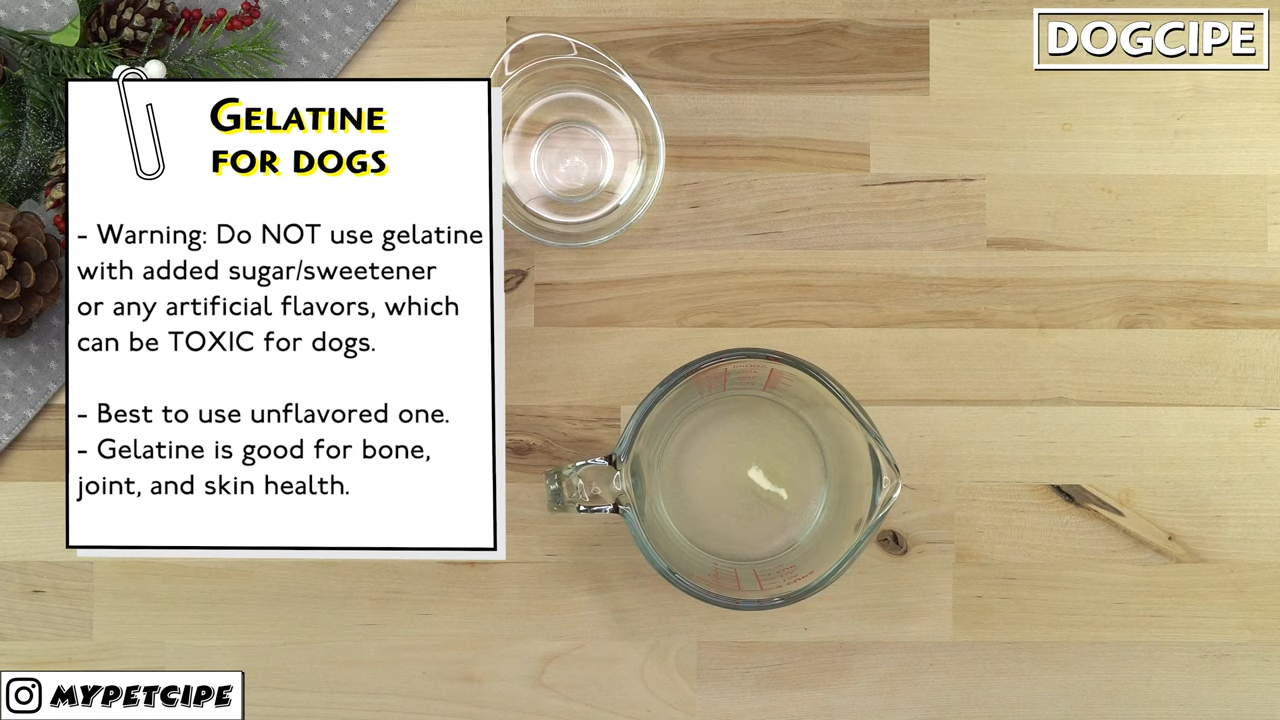 DOGCIPE
GELATINE
FOR DOGS
- Warning: Do NOT use gelatine
with added sugar/sweetener
or any artificial flavors, which
can be TOXIC for dogs.
- Best to use unflavored one.
- Gelatine is good for bone,
joint, and skin health.
MYPETCIPE